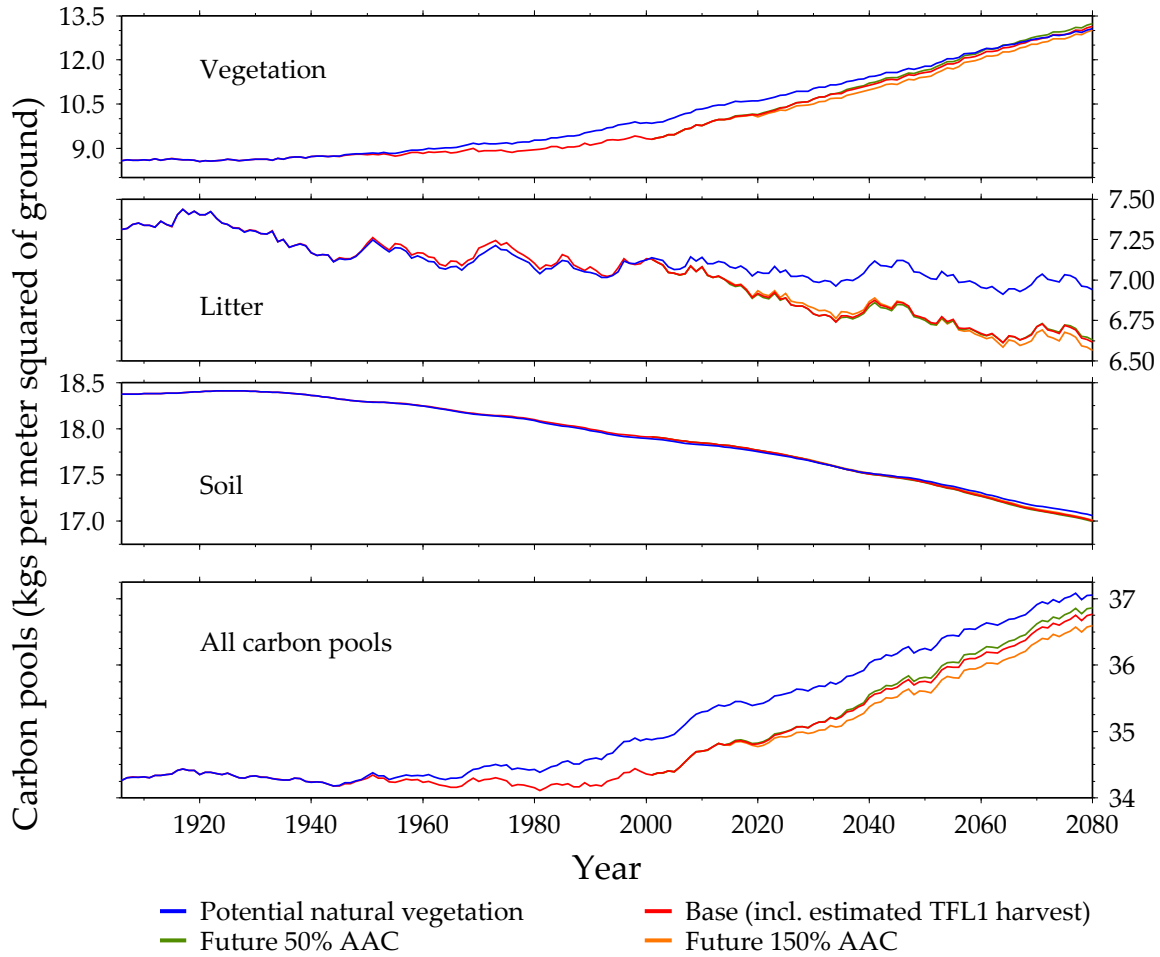 Carbon pools (kgs per meter squared of ground)
13.5
12.0
10.5
9.0
Vegetation
7.50
7.25
7.00
6.75
6.50
Litter
18.5
18.0
17.5
17.0
Soil
37
36
35
34
All carbon pools
1920 1940 1960 1980 2000 2020 2040 2060 2080
Year
Potential natural vegetation
Base (incl. estimated TFL1 harvest)
Future 50% AAC
Future 150% AAC